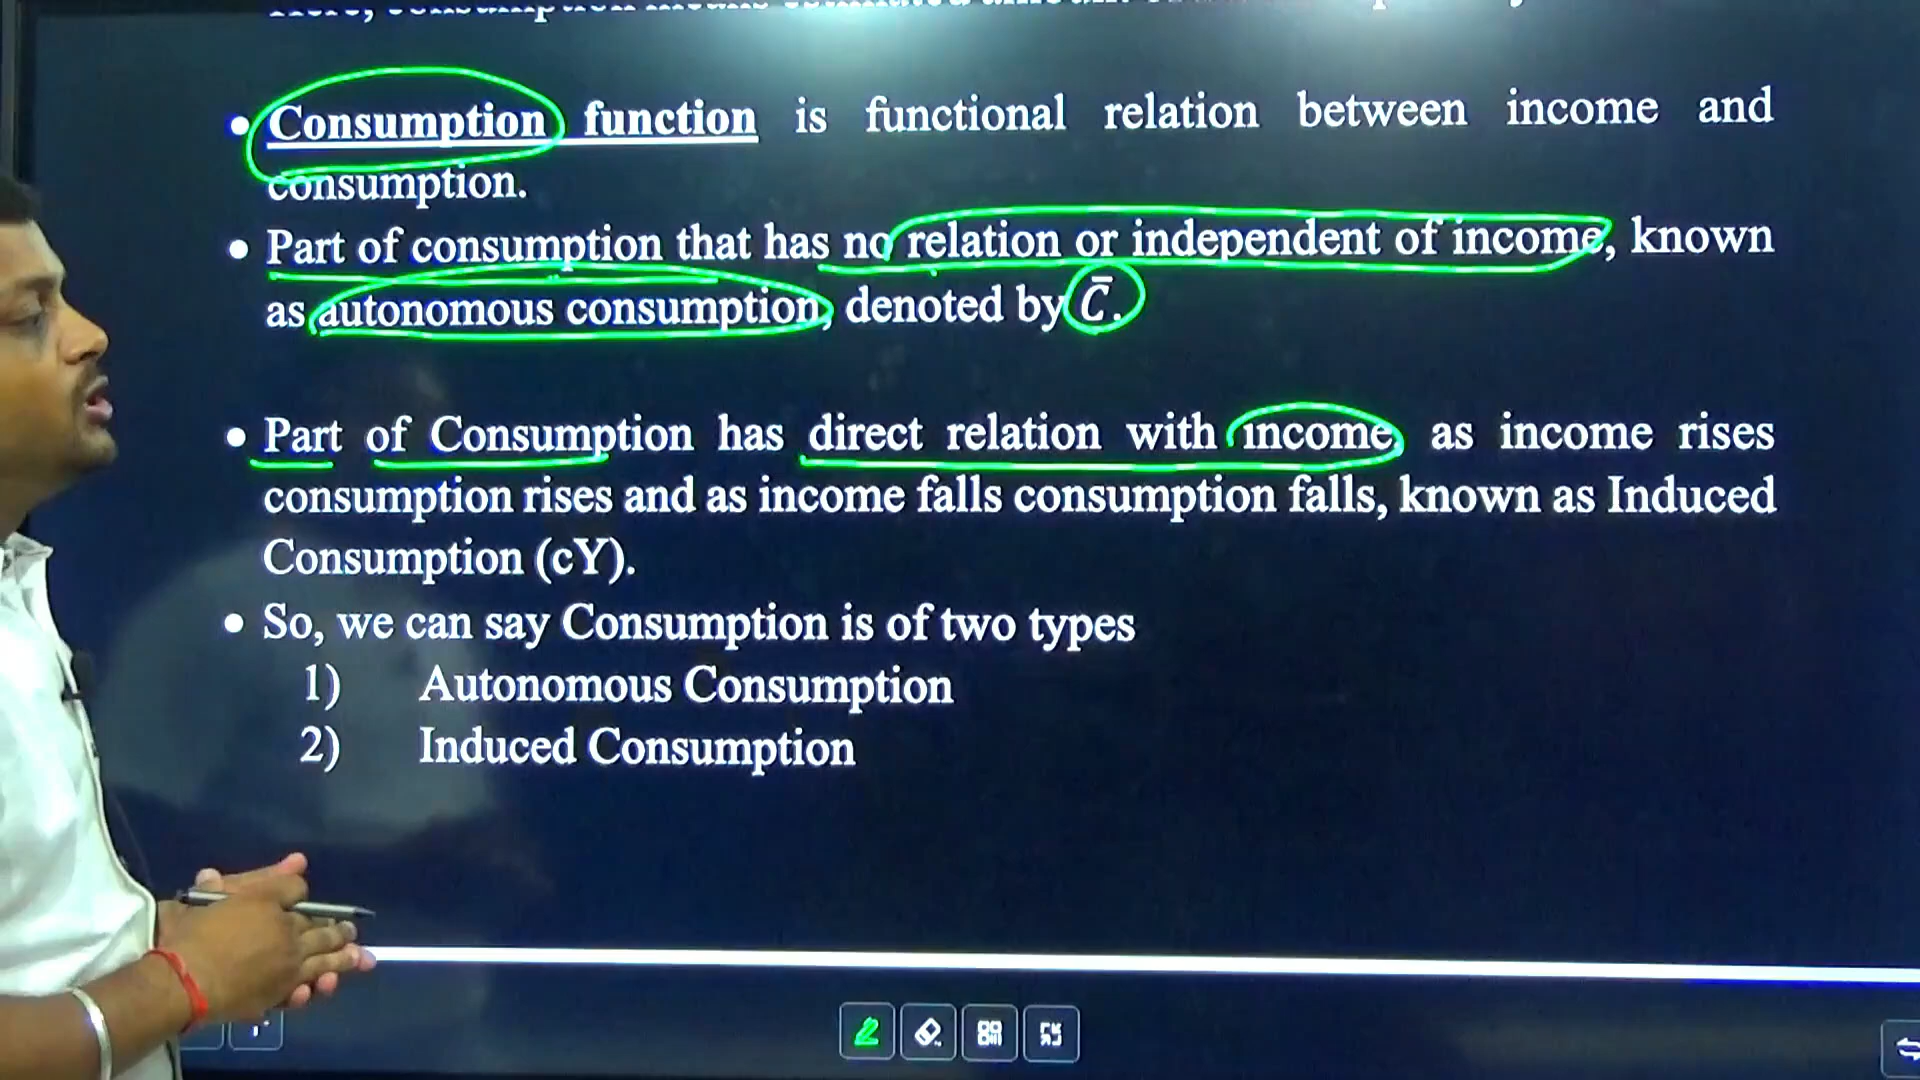 • Consumption function is functional relation between income and
consumption.
• Part of consumption that has no relation or independent of income, known
as autonomous consumption, denoted by C̄.
• Part of Consumption has direct relation with income, as income rises
consumption rises and as income falls consumption falls, known as Induced
Consumption (cY).
• So, we can say Consumption is of two types
1) Autonomous Consumption
2) Induced Consumption